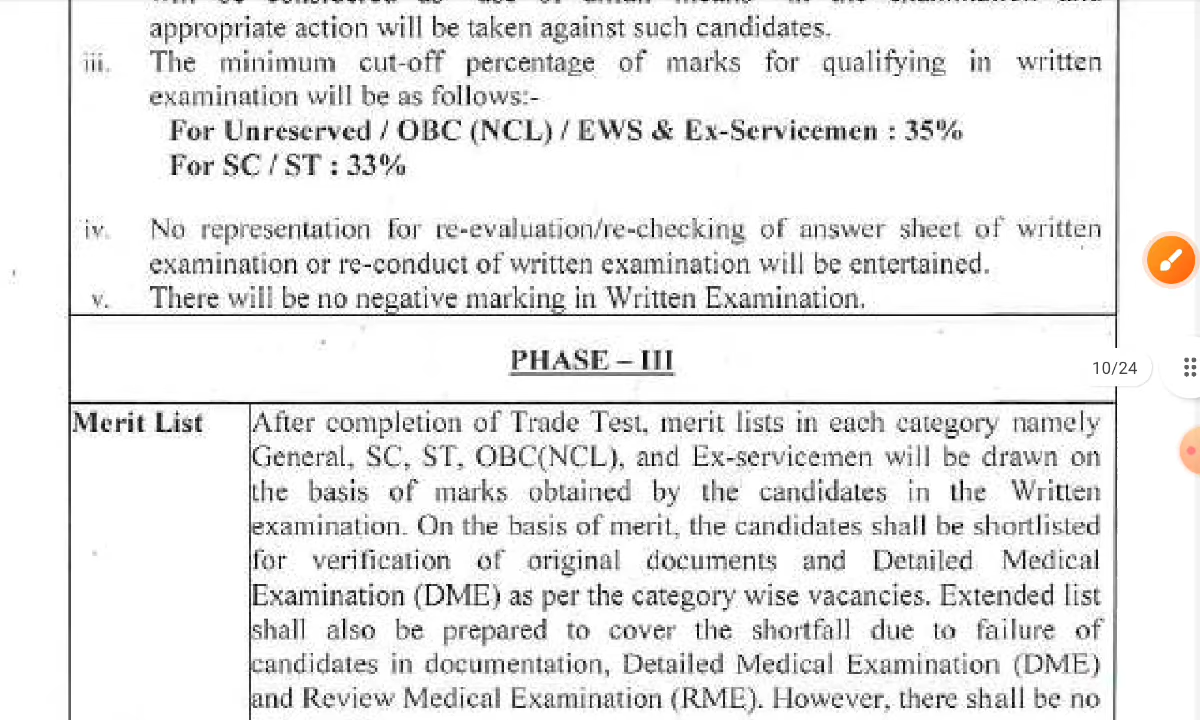 appropriate action will be taken against such candidates.
iii. The minimum cut-off percentage of marks for qualifying in written
examination will be as follows:-
For Unreserved / OBC (NCL) / EWS & Ex-Servicemen : 35%
For SC / ST : 33%
iv. No representation for re-evaluation/re-checking of answer sheet of written
examination or re-conduct of written examination will be entertained.
v. There will be no negative marking in Written Examination.
PHASE – III
10/24
Merit List
After completion of Trade Test, merit lists in each category namely
General, SC, ST, OBC(NCL), and Ex-servicemen will be drawn on
the basis of marks obtained by the candidates in the Written
examination. On the basis of merit, the candidates shall be shortlisted
for verification of original documents and Detailed Medical
Examination (DME) as per the category wise vacancies. Extended list
shall also be prepared to cover the shortfall due to failure of
candidates in documentation, Detailed Medical Examination (DME)
and Review Medical Examination (RME). However, there shall be no